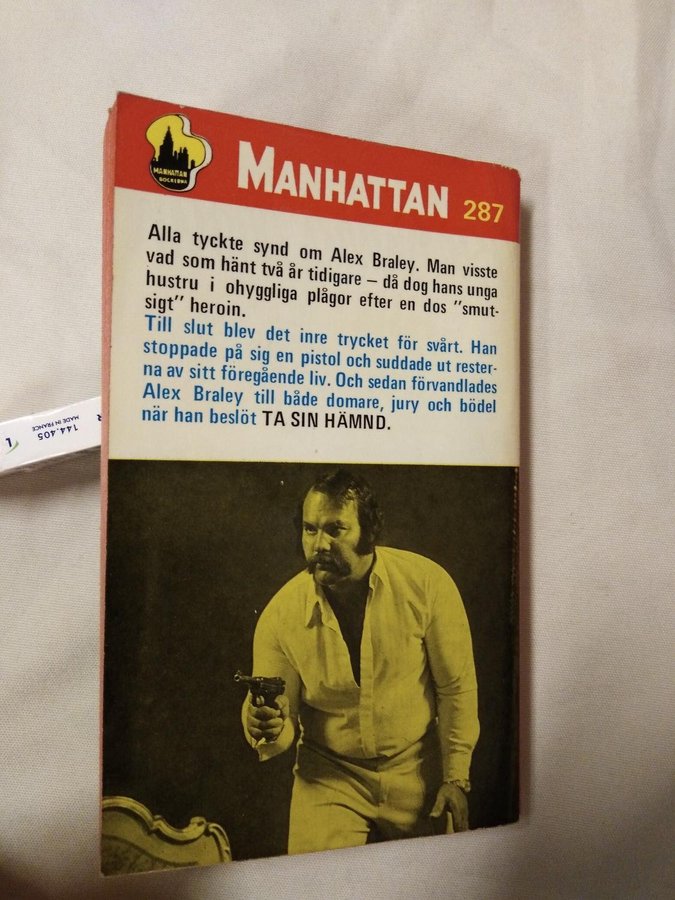 MANHATTAN
BÖCKERNA
MANHATTAN 287
Alla tyckte synd om Alex Braley. Man visste
vad som hänt två år tidigare – då dog hans unga
hustru i ohyggliga plågor efter en dos "smut-
sigt" heroin.
Till slut blev det inre trycket för svårt. Han
stoppade på sig en pistol och suddade ut rester-
na av sitt föregående liv. Och sedan förvandlades
Alex Braley till både domare, jury och bödel
när han beslöt TA SIN HÄMND.
144.405
MADE IN FRANCE